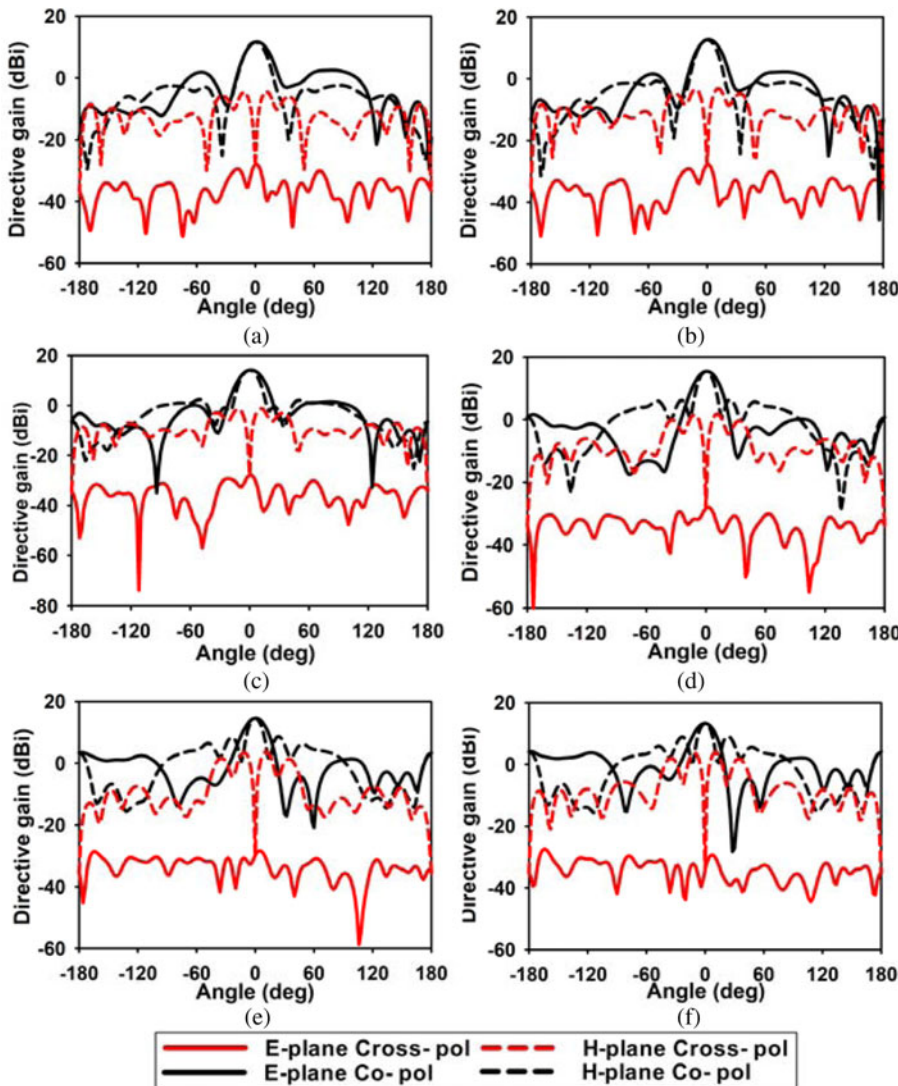 20 20
0 0
-20 -20
-40 -40
-60 -60
Directive gain (dBi) Directive gain (dBi)
-180 -120 -60 0 60 120 180 -180 -120 -60 0 60 120 180
Angle (deg) Angle (deg)
(a) (b)
20 20
0 0
-20 -20
-40 -40
-60
-80 -60
Directive gain (dBi) Directive gain (dBi)
-180 -120 -60 0 60 120 180 -180 -120 -60 0 60 120 180
Angle (deg) Angle (deg)
(c) (d)
20 20
0 0
-20 -20
-40 -40
-60 -60
Directive gain (dBi) Directive gain (dBi)
-180 -120 -60 0 60 120 180 -180 -120 -60 0 60 120 180
Angle (deg) Angle (deg)
(e) (f)
E-plane Cross- pol H-plane Cross- pol
E-plane Co- pol H-plane Co- pol